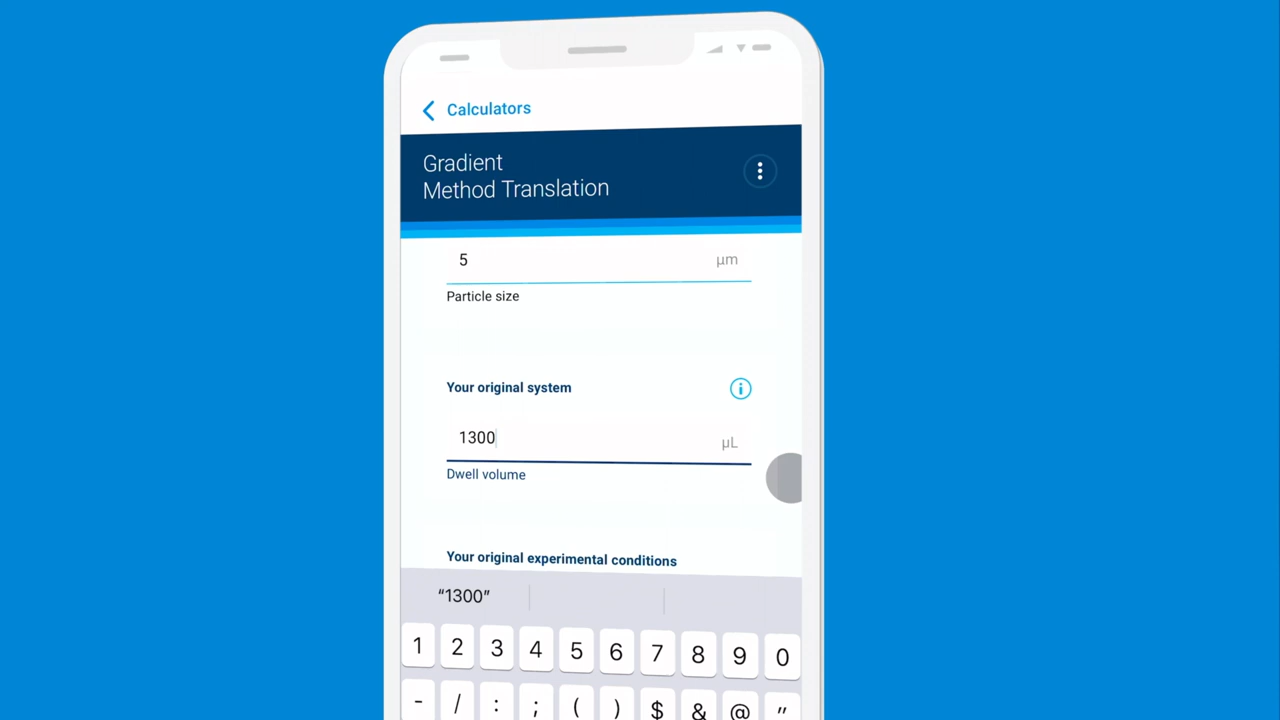 Calculators
Gradient
Method Translation
5 µm
Particle size
Your original system
1300 µL
Dwell volume
Your original experimental conditions
“1300”
1 2 3 4 5 6 7 8 9 0
- / : ; ( ) $ & @ "